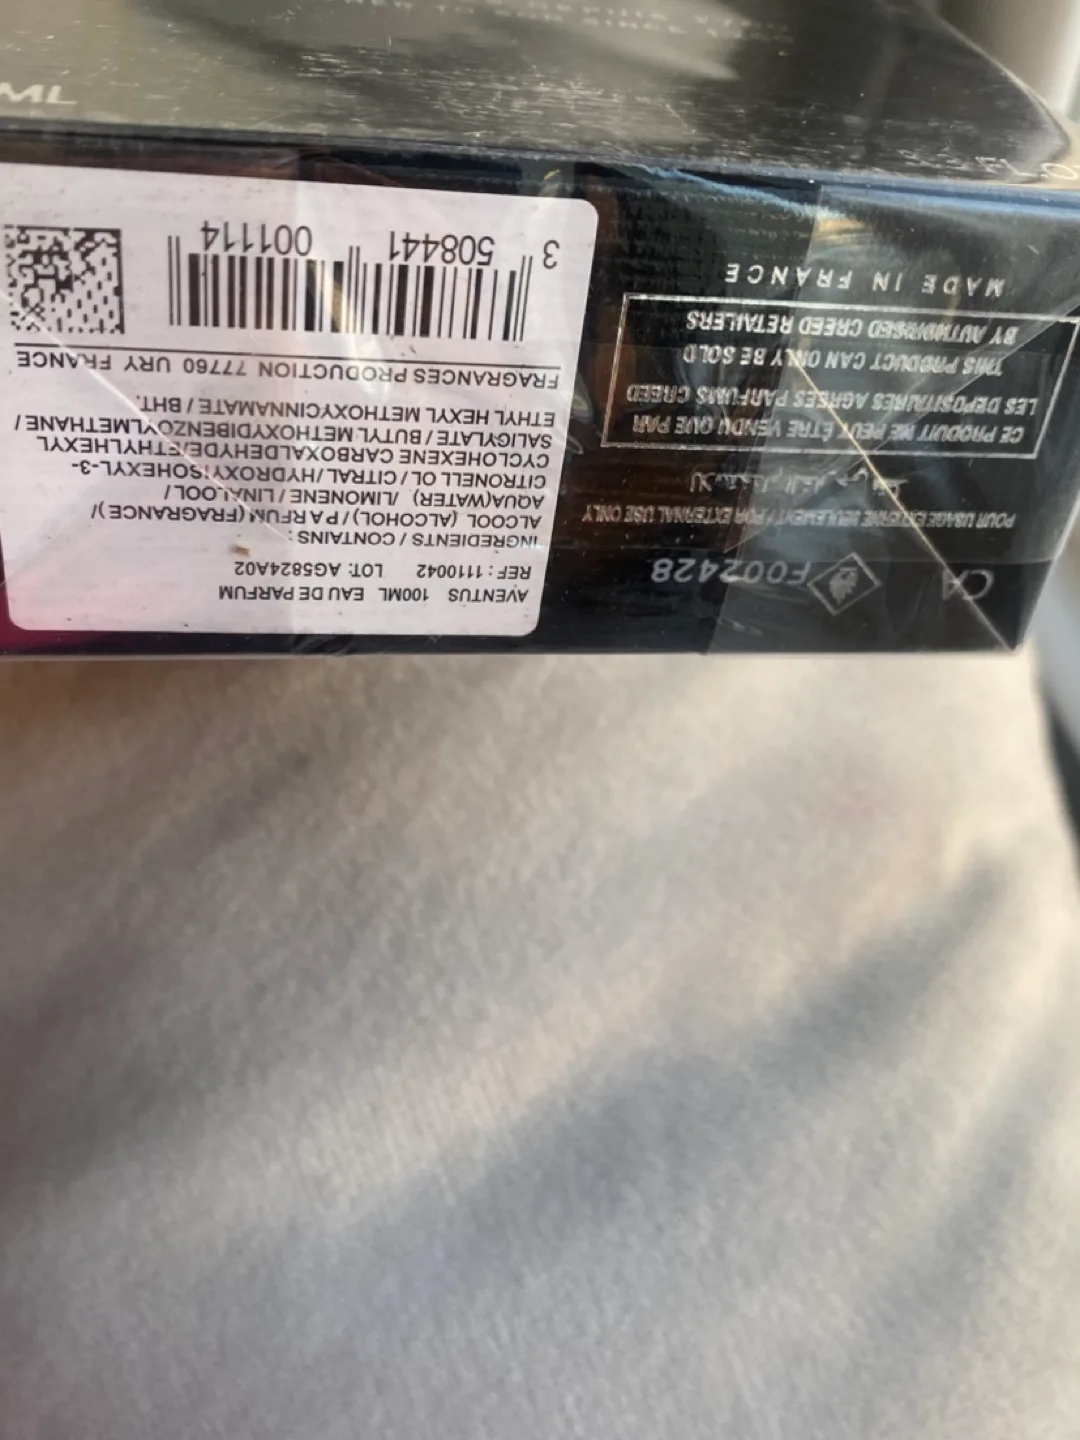 AVENTUS 100ML EAU DE PARFUM
REF: 1110042 LOT: AG5824A02
INGREDIENTS / CONTAINS :
ALCOOL (ALCOHOL) / PARFUM (FRAGRANCE) /
AQUA(WATER) /LIMONENE / LINALOOL /
CITRONELL OL / CITRAL /HYDROXYISOHEXYL-3-
CYCLOHEXENE CARBOXALDEHYDE/ETHYLHEXYL
SALIGYLATE / BUTYL METHOXYDIBENZOYLMETHANE /
ETHYL HEXYL METHOXYCINNAMATE / BHT.
FRAGRANCES PRODUCTION 77760 URY FRANCE
3 508441 001114
CA F002428
POUR USAGE EXTERNE SEULEMENT / FOR EXTERNAL USE ONLY
CE PRODUIT NE PEUT ÊTRE VENDU QUE PAR
LES DEPOSITAIRES AGREES PARFUMS CREED
THIS PRODUCT CAN ONLY BE SOLD
BY AUTHORISED CREED RETAILERS
MADE IN FRANCE
ML